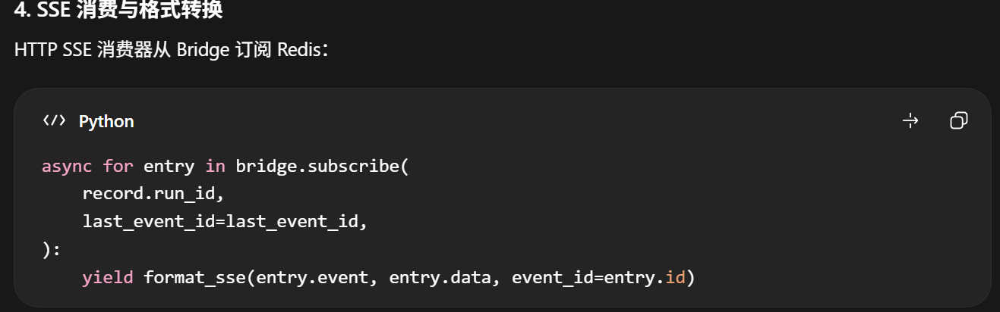 4. SSE 消费与格式转换
HTTP SSE 消费器从 Bridge 订阅 Redis：
</> Python
async for entry in bridge.subscribe(
    record.run_id,
    last_event_id=last_event_id,
):
    yield format_sse(entry.event, entry.data, event_id=entry.id)